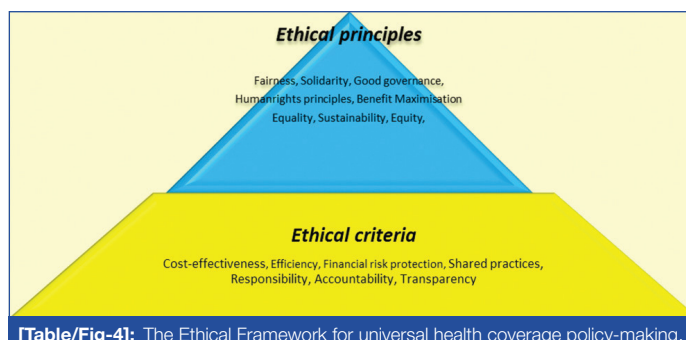 Ethical principles
Fairness, Solidarity, Good governance,
Humanrights principles, Benefit Maximisation
Equality, Sustainability, Equity,
Ethical criteria
Cost-effectiveness, Efficiency, Financial risk protection, Shared practices,
Responsibility, Accountability, Transparency
[Table/Fig-4]: The Ethical Framework for universal health coverage policy-making.